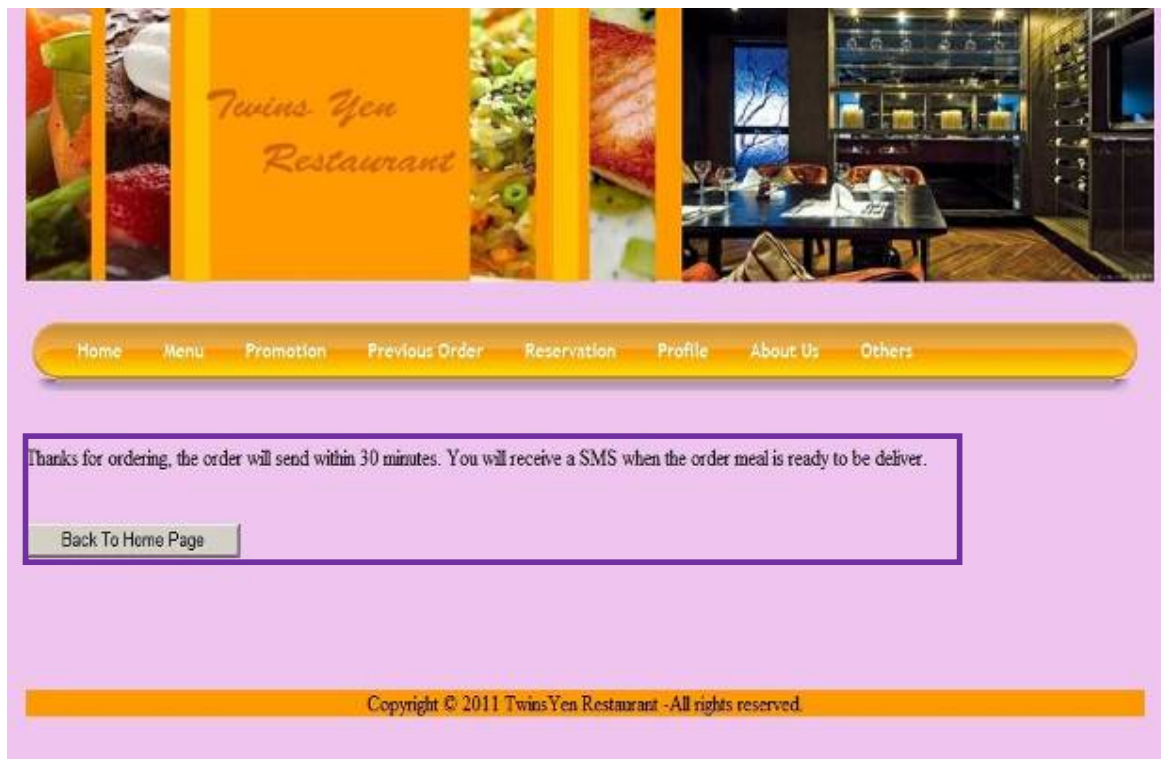 Twins Yen
Restaurant
Home Menu Promotion Previous Order Reservation Profile About Us Others
Thanks for ordering, the order will send within 30 minutes. You will receive a SMS when the order meal is ready to be deliver.
Back To Home Page
Copyright © 2011 TwinsYen Restaurant -All rights reserved.